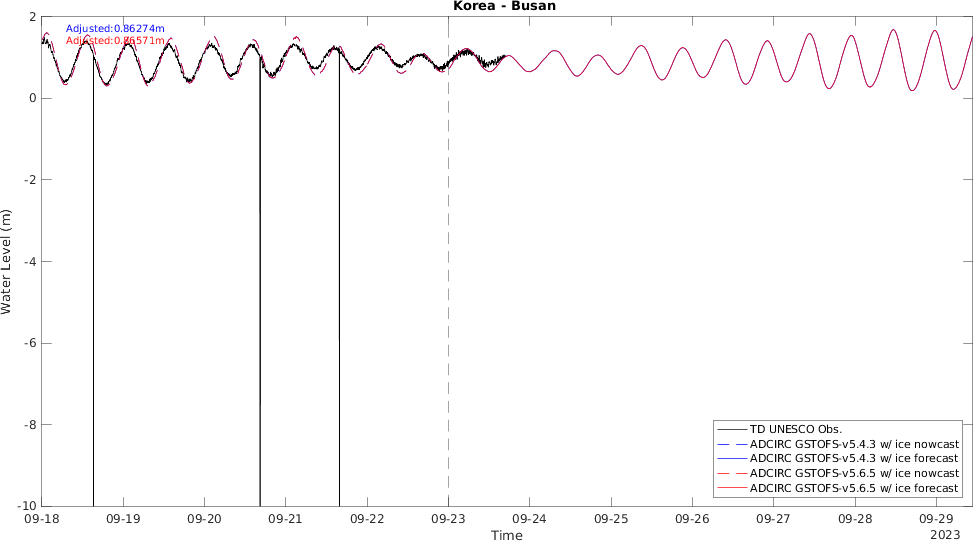 Korea - Busan
Adjusted:0.86274m
Adjusted:0.86571m
2
0
-2
-4
-6
-8
-10
Water Level (m)
TD UNESCO Obs.
ADCIRC GSTOFS-v5.4.3 w/ ice nowcast
ADCIRC GSTOFS-v5.4.3 w/ ice forecast
ADCIRC GSTOFS-v5.6.5 w/ ice nowcast
ADCIRC GSTOFS-v5.6.5 w/ ice forecast
09-18 09-19 09-20 09-21 09-22 09-23 09-24 09-25 09-26 09-27 09-28 09-29
2023
Time